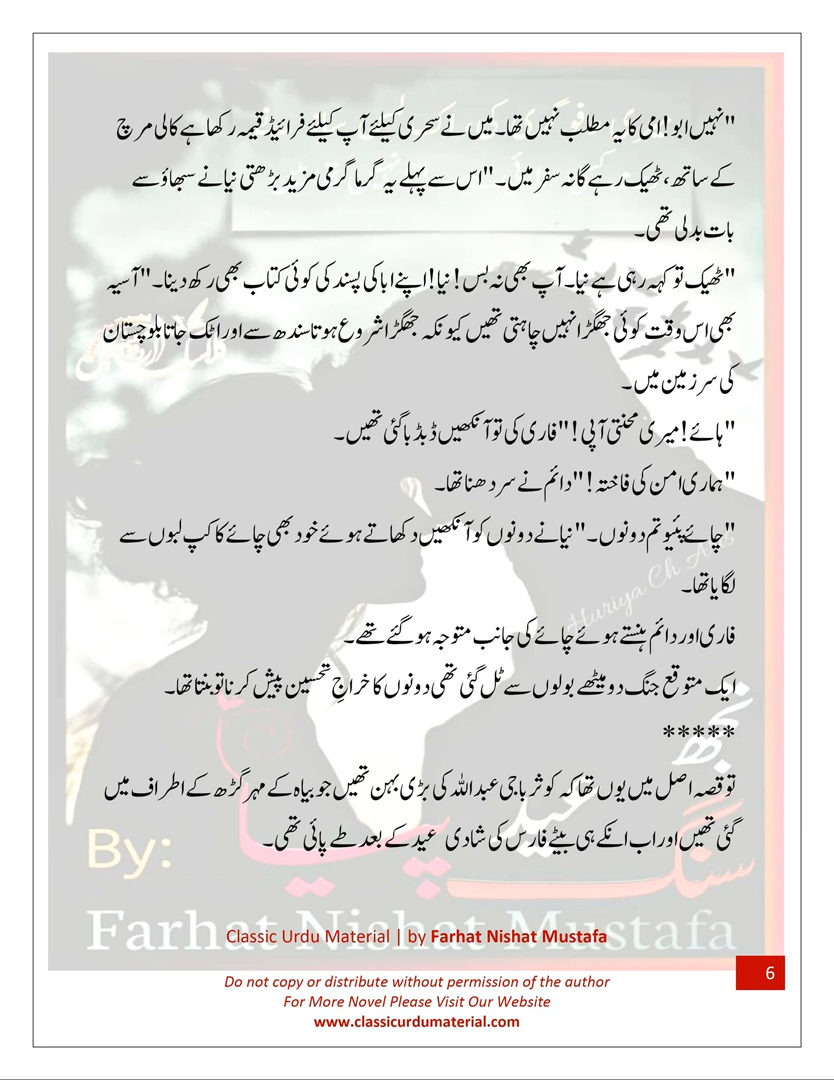 "نہیں ابو! امی کا یہ مطلب نہیں تھا۔ میں نے سحری کیلئے آپ کیلئے فرائیڈ قیمہ رکھا ہے کالی مرچ
کے ساتھ، ٹھیک رہے گا نہ سفر میں۔" اس سے پہلے یہ گرما گرمی مزید بڑھتی نیا نے سبھاؤ سے
بات بدلی تھی۔
"ٹھیک تو کہہ رہی ہے نیا۔ آپ بھی نہ بس! نیا! اپنے ابا کی پسند کی کوئی کتاب بھی رکھ دینا۔" آسیہ
بھی اس وقت کوئی جھگڑا نہیں چاہتی تھیں کیونکہ جھگڑا شروع ہوتا سندھ سے اور اٹک جاتا بلوچستان
کی سر زمین میں۔
"ہائے! میری محنتی آپی!" فاری کی تو آنکھیں ڈبڈبا گئی تھیں۔
"ہماری امن کی فاختہ!" دائم نے سر دھنا تھا۔
"چائے پئیو تم دونوں۔" نیا نے دونوں کو آنکھیں دکھاتے ہوئے خود بھی چائے کا کپ لبوں سے
لگایا تھا۔
فاری اور دائم ہنستے ہوئے چائے کی جانب متوجہ ہو گئے تھے۔
ایک متوقع جنگ دو میٹھے بولوں سے ٹل گئی تھی دونوں کا خراجِ تحسین پیش کرنا تو بنتا تھا۔
*****
تو قصہ اصل میں یوں تھا کہ کوثر باجی عبداللہ کی بڑی بہن تھیں جو بیاہ کے مہر گڑھ کے اطراف میں
گئی تھیں اور اب انکے ہی بیٹے فارس کی شادی عید کے بعد طے پائی تھی۔
سنگ عید پیا
By:
Farhat Nishat Mustafa
Huriya Ch
Classic Urdu Material | by Farhat Nishat Mustafa
6
Do not copy or distribute without permission of the author
For More Novel Please Visit Our Website
www.classicurdumaterial.com